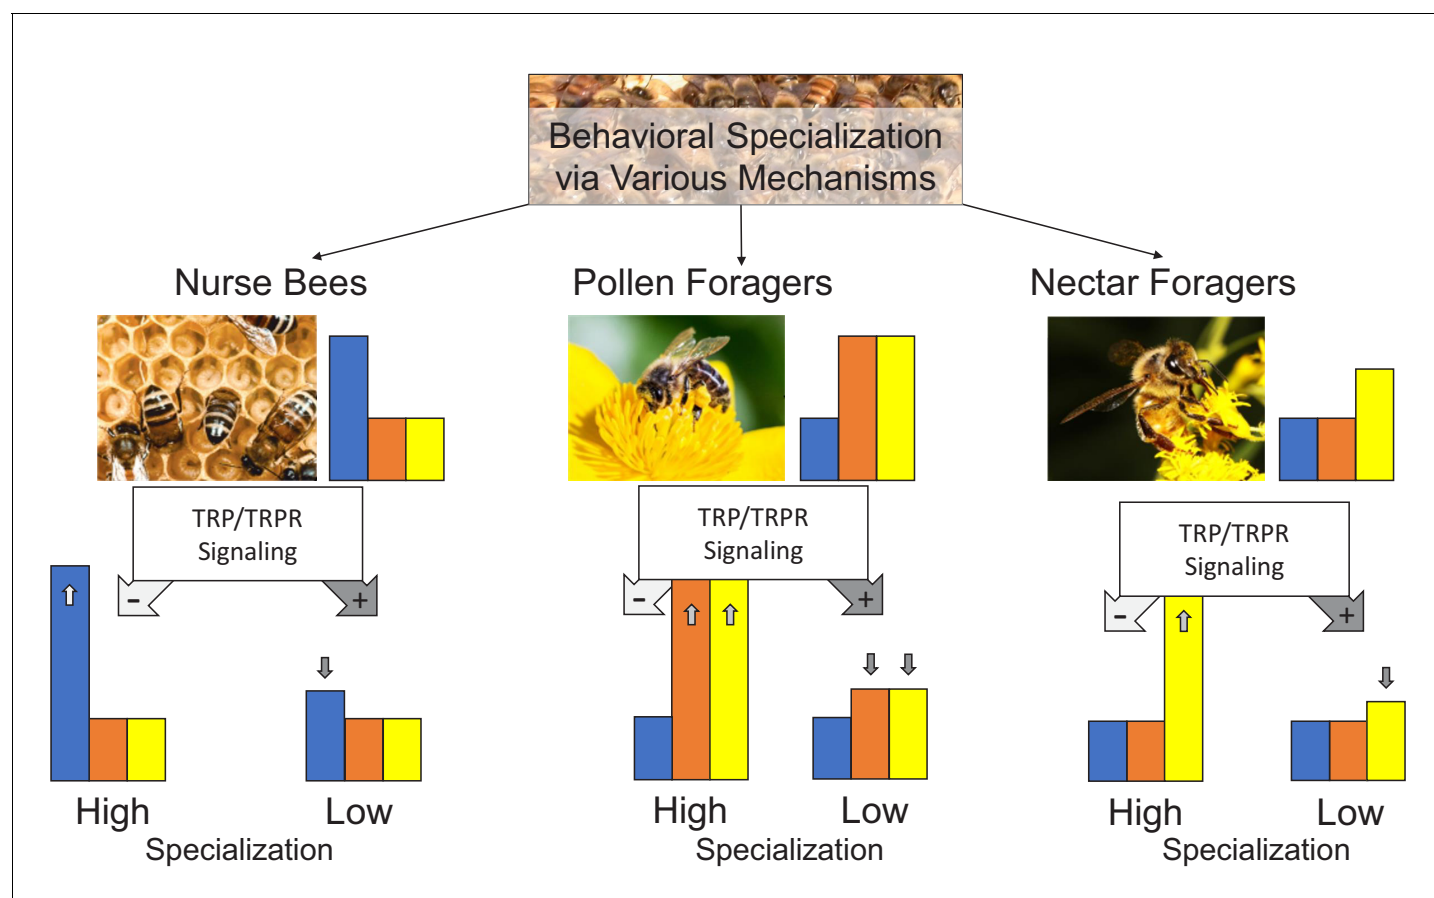 Behavioral Specialization
via Various Mechanisms
Nurse Bees
Pollen Foragers
Nectar Foragers
TRP/TRPR
Signaling
-
+
High
Low
Specialization
TRP/TRPR
Signaling
-
+
High
Low
Specialization
TRP/TRPR
Signaling
-
+
High
Low
Specialization